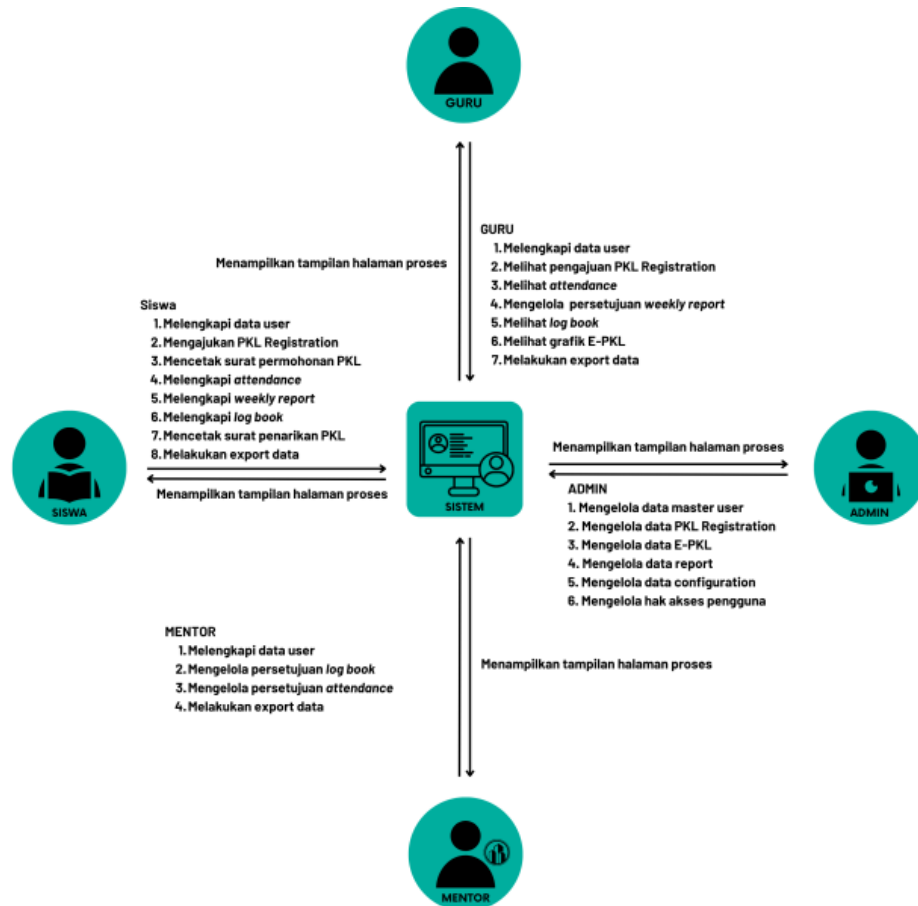 GURU
Menampilkan tampilan halaman proses
GURU
1. Melengkapi data user
2. Melihat pengajuan PKL Registration
3. Melihat attendance
4. Mengelola persetujuan weekly report
5. Melihat log book
6. Melihat grafik E-PKL
7. Melakukan export data
Siswa
1. Melengkapi data user
2. Mengajukan PKL Registration
3. Mencetak surat permohonan PKL
4. Melengkapi attendance
5. Melengkapi weekly report
6. Melengkapi log book
7. Mencetak surat penarikan PKL
8. Melakukan export data
Menampilkan tampilan halaman proses
SISWA
SISTEM
Menampilkan tampilan halaman proses
ADMIN
ADMIN
1. Mengelola data master user
2. Mengelola data PKL Registration
3. Mengelola data E-PKL
4. Mengelola data report
5. Mengelola data configuration
6. Mengelola hak akses pengguna
MENTOR
1. Melengkapi data user
2. Mengelola persetujuan log book
3. Mengelola persetujuan attendance
4. Melakukan export data
Menampilkan tampilan halaman proses
MENTOR